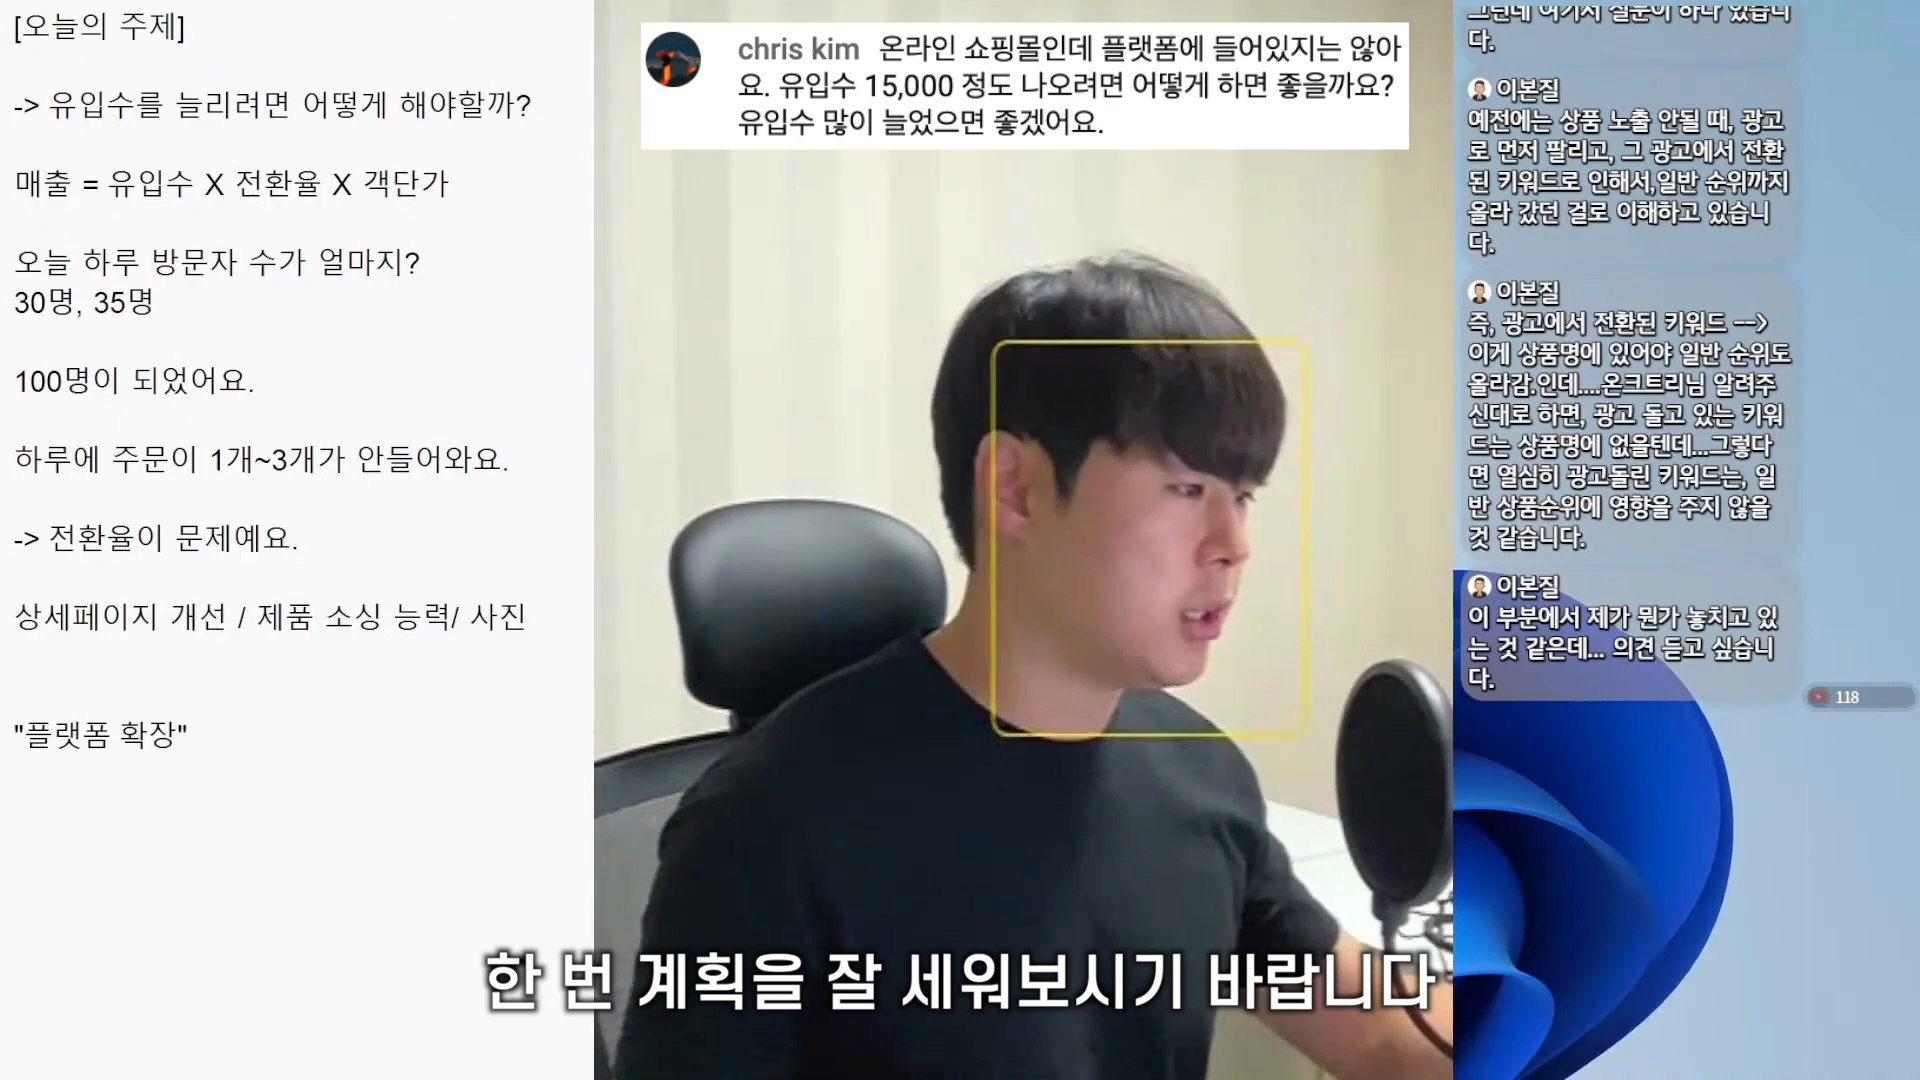 [오늘의 주제]
-> 유입수를 늘리려면 어떻게 해야할까?
매출 = 유입수 X 전환율 X 객단가
오늘 하루 방문자 수가 얼마지?
30명, 35명
100명이 되었어요.
하루에 주문이 1개~3개가 안들어와요.
-> 전환율이 문제예요.
상세페이지 개선 / 제품 소싱 능력/ 사진
"플랫폼 확장"
chris kim 온라인 쇼핑몰인데 플랫폼에 들어있지는 않아
요. 유입수 15,000 정도 나오려면 어떻게 하면 좋을까요?
유입수 많이 늘었으면 좋겠어요.
그런데 여기서 질문이 하나 있습니
다.
이본질
예전에는 상품 노출 안될 때, 광고
로 먼저 팔리고, 그 광고에서 전환
된 키워드로 인해서,일반 순위까지
올라 갔던 걸로 이해하고 있습니
다.
이본질
즉, 광고에서 전환된 키워드 -->
이게 상품명에 있어야 일반 순위도
올라감.인데....온크트리님 알려주
신대로 하면, 광고 돌고 있는 키워
드는 상품명에 없을텐데...그렇다
면 열심히 광고돌린 키워드는, 일
반 상품순위에 영향을 주지 않을
것 같습니다.
이본질
이 부분에서 제가 뭔가 놓치고 있
는 것 같은데... 의견 듣고 싶습니
다.
118
한 번 계획을 잘 세워보시기 바랍니다